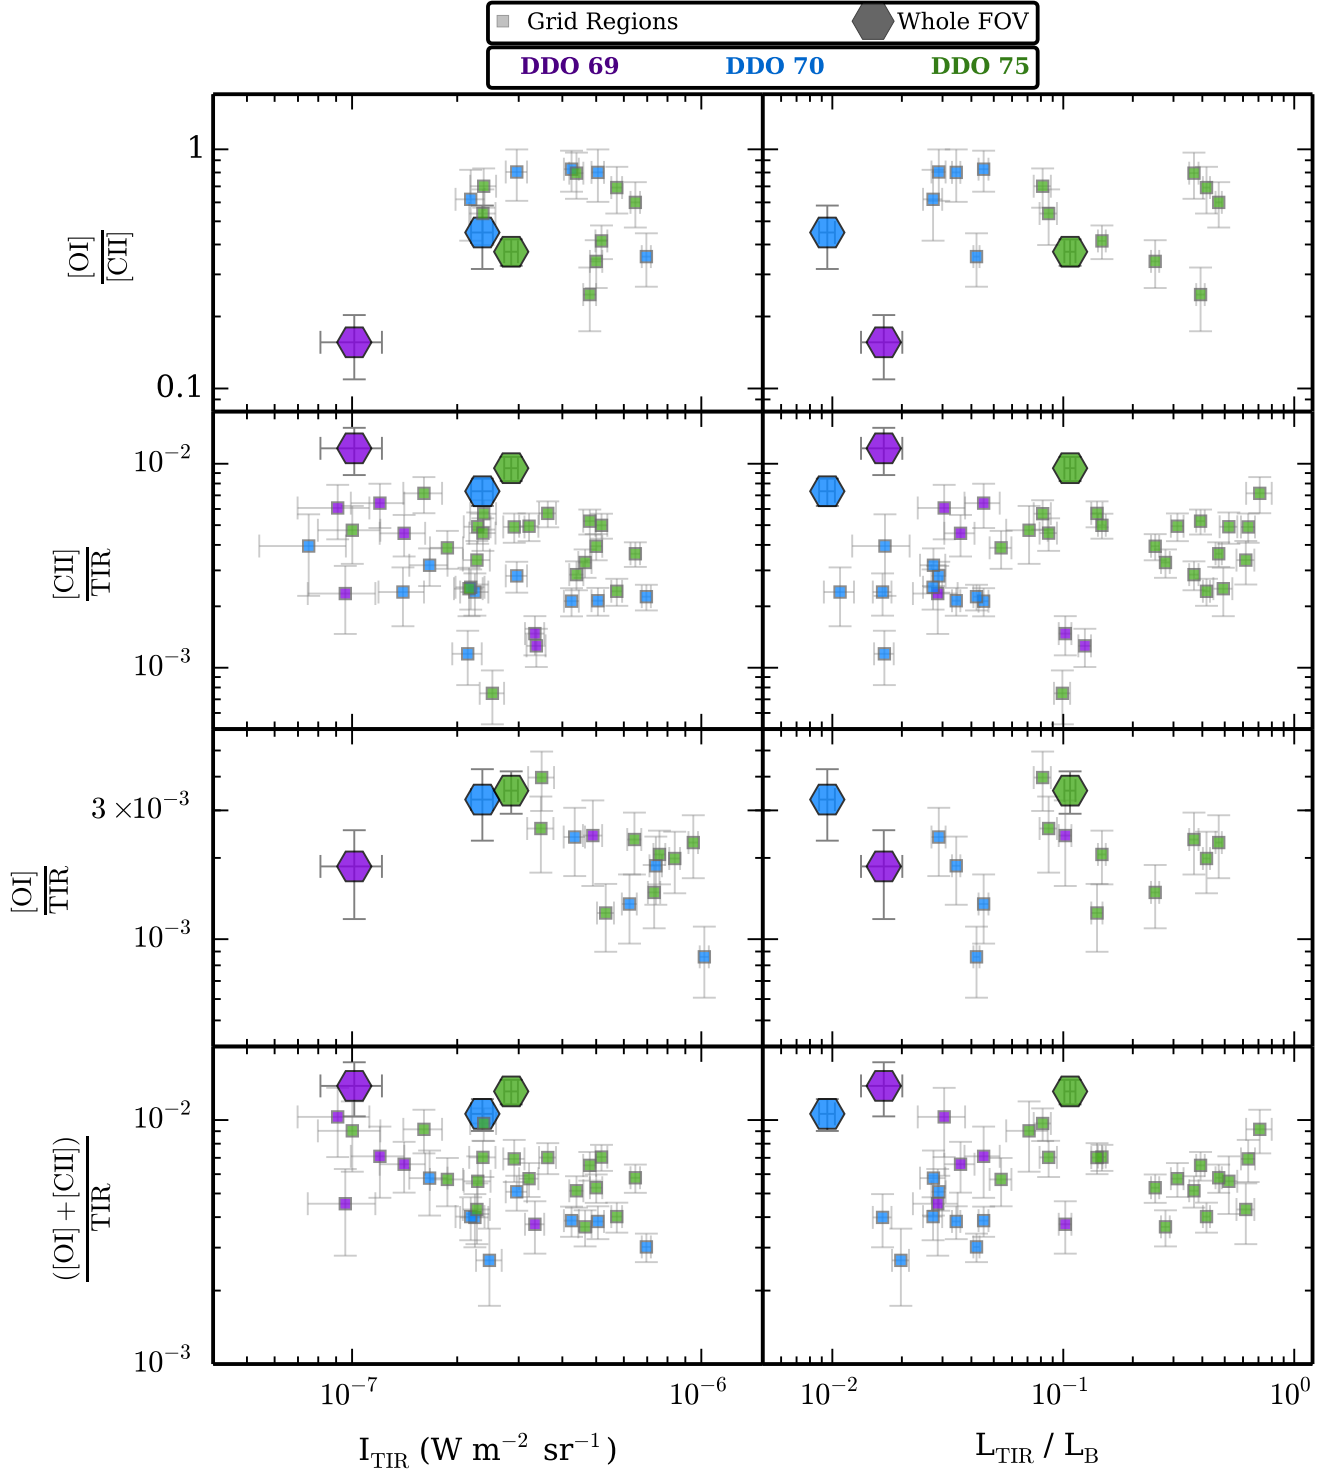 Grid Regions Whole FOV
DDO 69 DDO 70 DDO 75
1
[OI]
[CII]
0.1
10⁻²
[CII]
TIR
10⁻³
3 ×10⁻³
[OI]
TIR
10⁻³
10⁻²
([OI]+[CII])
TIR
10⁻³
10⁻⁷ 10⁻⁶ 10⁻² 10⁻¹ 10⁰
I_TIR (W m⁻² sr⁻¹) L_TIR / L_B